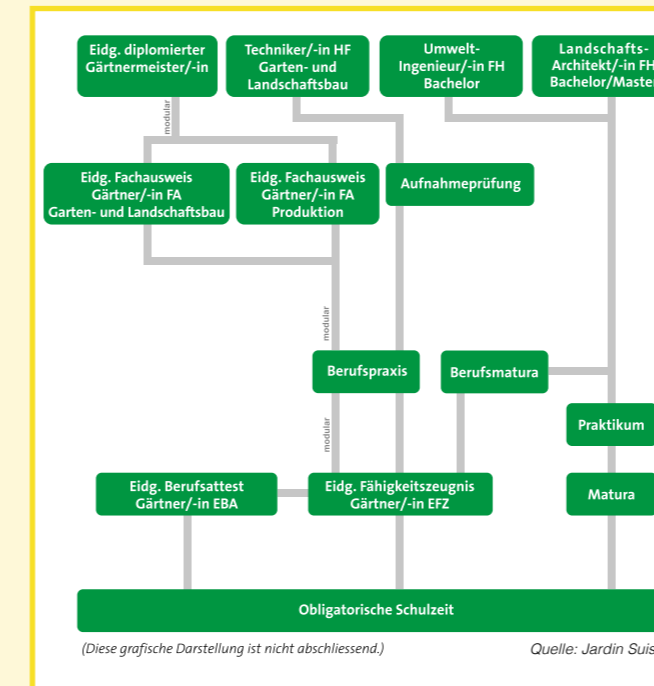 Eidg. diplomierter
Gärtnermeister/-in
Techniker/-in HF
Garten- und
Landschaftsbau
Umwelt-
Ingenieur/-in FH
Bachelor
Landschafts-
Architekt/-in FH
Bachelor/Master
modular
Eidg. Fachausweis
Gärtner/-in FA
Garten- und Landschaftsbau
Eidg. Fachausweis
Gärtner/-in FA
Produktion
Aufnahmeprüfung
modular
Berufspraxis
Berufsmatura
modular
Praktikum
Eidg. Berufsattest
Gärtner/-in EBA
Eidg. Fähigkeitszeugnis
Gärtner/-in EFZ
Matura
Obligatorische Schulzeit
(Diese grafische Darstellung ist nicht abschliessend.)
Quelle: Jardin Suis